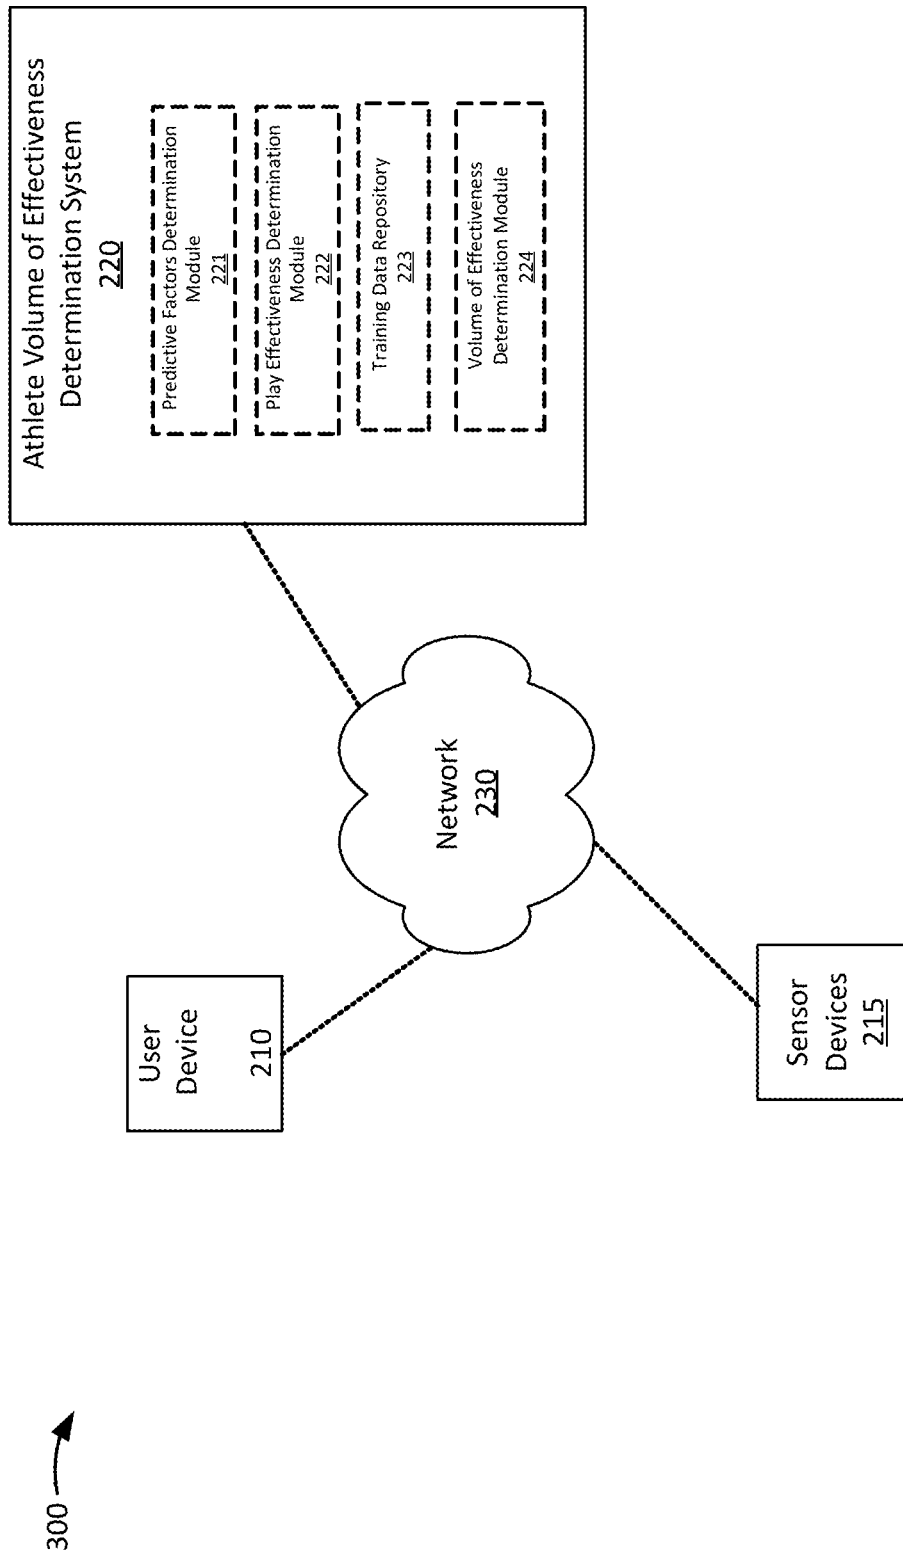 300
User
Device
210
Sensor
Devices
215
Network
230
Athlete Volume of Effectiveness
Determination System
220
Predictive Factors Determination
Module
221
Play Effectiveness Determination
Module
222
Training Data Repository
223
Volume of Effectiveness
Determination Module
224